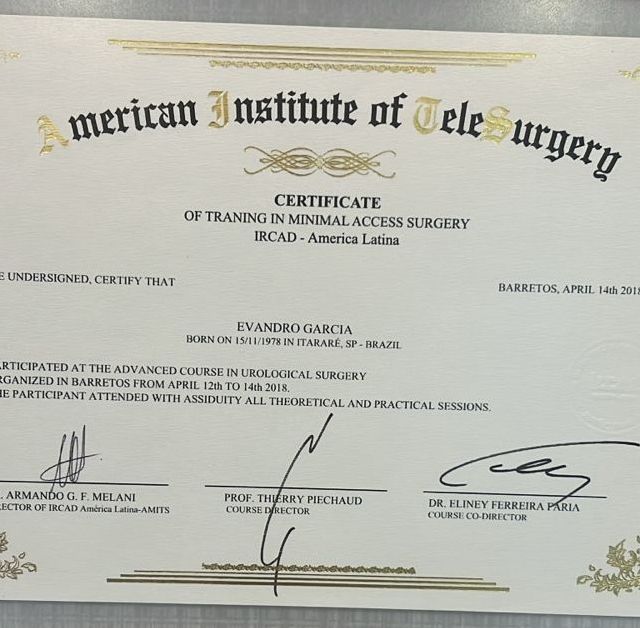 American Institute of TeleSurgery
CERTIFICATE
OF TRANING IN MINIMAL ACCESS SURGERY
IRCAD - America Latina
E UNDERSIGNED, CERTIFY THAT
BARRETOS, APRIL 14th 2018
EVANDRO GARCIA
BORN ON 15/11/1978 IN ITARARÉ, SP - BRAZIL
ARTICIPATED AT THE ADVANCED COURSE IN UROLOGICAL SURGERY
RGANIZED IN BARRETOS FROM APRIL 12th TO 14th 2018.
HE PARTICIPANT ATTENDED WITH ASSIDUITY ALL THEORETICAL AND PRACTICAL SESSIONS.
. ARMANDO G. F. MELANI
ECTOR OF IRCAD América Latina-AMITS
PROF. THIERRY PIECHAUD
COURSE DIRECTOR
DR. ELINEY FERREIRA FARIA
COURSE CO-DIRECTOR